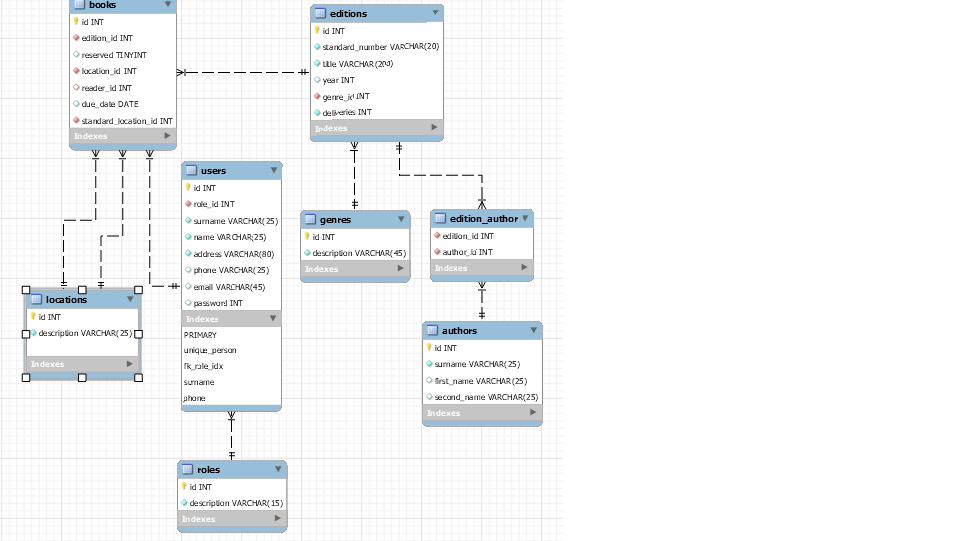 books
id INT
edition_id INT
reserved TINYINT
location_id INT
reader_id INT
due_date DATE
standard_location_id INT
Indexes
editions
id INT
standard_number VARCHAR(20)
title VARCHAR(200)
year INT
genre_id INT
deliveries INT
Indexes
users
id INT
role_id INT
surname VARCHAR(25)
name VARCHAR(25)
address VARCHAR(80)
phone VARCHAR(25)
email VARCHAR(45)
password INT
Indexes
PRIMARY
unique_person
fk_role_idx
surname
phone
genres
id INT
description VARCHAR(45)
Indexes
edition_author
edition_id INT
author_id INT
Indexes
locations
id INT
description VARCHAR(25)
Indexes
authors
id INT
surname VARCHAR(25)
first_name VARCHAR(25)
second_name VARCHAR(25)
Indexes
roles
id INT
description VARCHAR(15)
Indexes